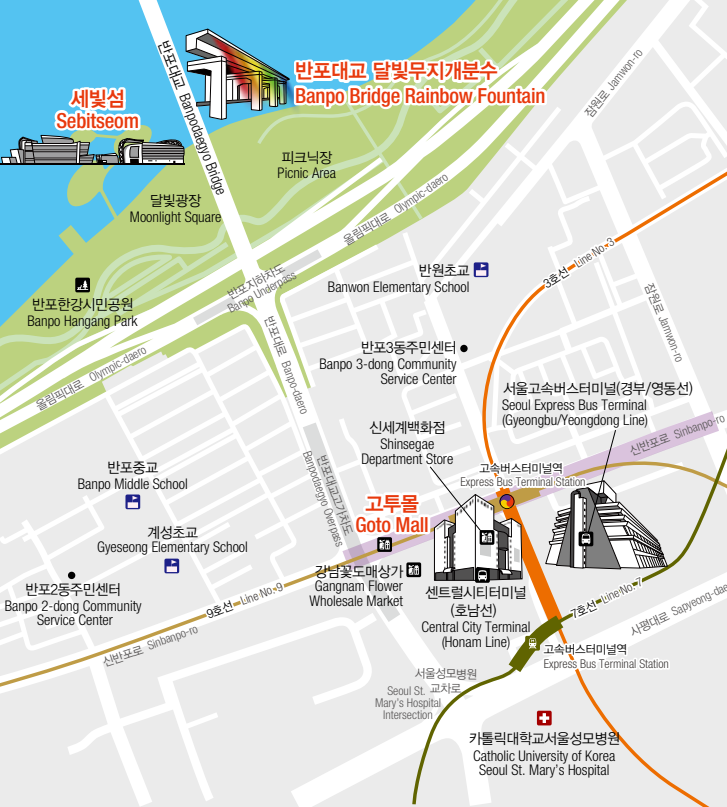 반포대교 Banpodaegyo Bridge
반포대교 달빛무지개분수
Banpo Bridge Rainbow Fountain
잠원로 Jamwon-ro
세빛섬
Sebitseom
피크닉장
Picnic Area
달빛광장
Moonlight Square
올림픽대로 Olympic-daero
반원초교
Banwon Elementary School
3호선 Line No. 3
반포지하차도
Banpo Underpass
반포한강시민공원
Banpo Hangang Park
잠원로 Jamwon-ro
반포대로 Banpo-daero
반포3동주민센터
Banpo 3-dong Community
Service Center
올림픽대로 Olympic-daero
서울고속버스터미널(경부/영동선)
Seoul Express Bus Terminal
(Gyeongbu/Yeongdong Line)
신세계백화점
Shinsegae
Department Store
신반포로 Sinbanpo-ro
반포대교고가차도
Banpodaegyo Overpass
고속버스터미널역
Express Bus Terminal Station
반포중교
Banpo Middle School
고투몰
Goto Mall
계성초교
Gyeseong Elementary School
강남꽃도매상가
Gangnam Flower
Wholesale Market
반포2동주민센터
Banpo 2-dong Community
Service Center
9호선 Line No. 9
센트럴시티터미널
(호남선)
Central City Terminal
(Honam Line)
7호선 Line No. 7
사평대로 Sapyeong-dae
신반포로 Sinbanpo-ro
고속버스터미널역
Express Bus Terminal Station
서울성모병원
교차로
Seoul St.
Mary's Hospital
Intersection
카톨릭대학교서울성모병원
Catholic University of Korea
Seoul St. Mary's Hospital